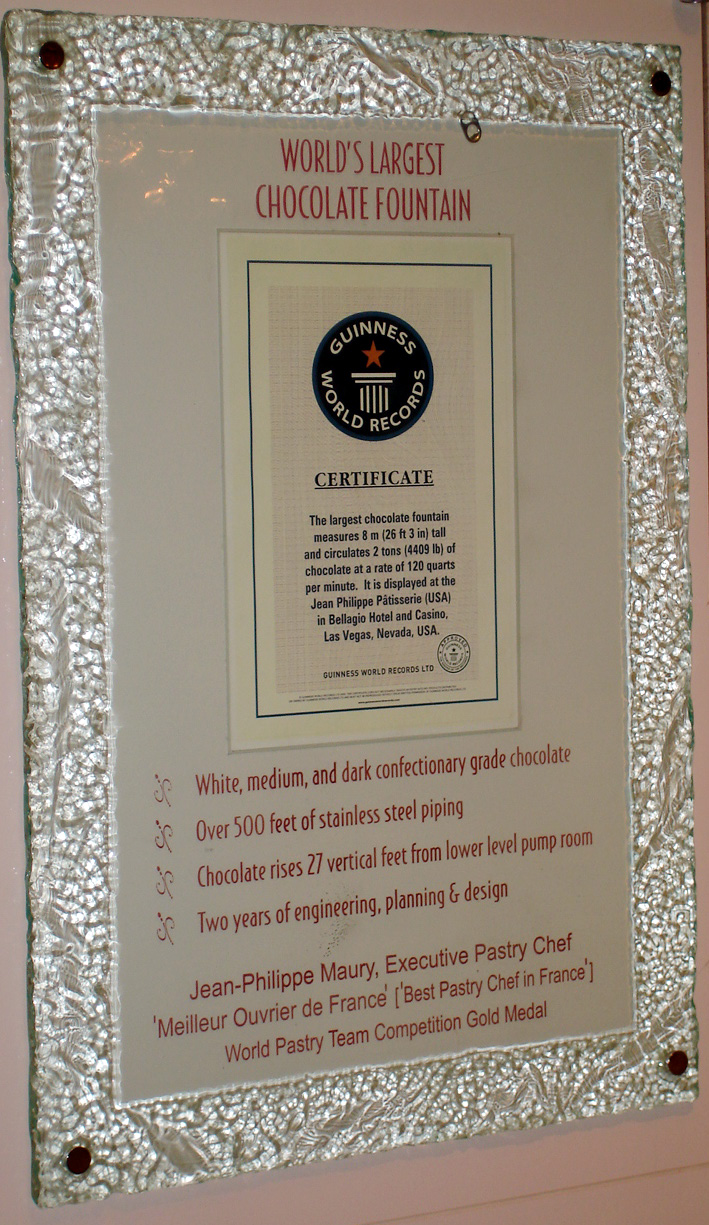 WORLD'S LARGEST
CHOCOLATE FOUNTAIN
GUINNESS
WORLD RECORDS
CERTIFICATE
The largest chocolate fountain
measures 8 m (26 ft 3 in) tall
and circulates 2 tons (4409 lb) of
chocolate at a rate of 120 quarts
per minute. It is displayed at the
Jean Philippe Pâtisserie (USA)
in Bellagio Hotel and Casino,
Las Vegas, Nevada, USA.
APPROVED
GUINNESS WORLD RECORDS LTD
White, medium, and dark confectionary grade chocolate
Over 500 feet of stainless steel piping
Chocolate rises 27 vertical feet from lower level pump room
Two years of engineering, planning & design
Jean-Philippe Maury, Executive Pastry Chef
'Meilleur Ouvrier de France' ['Best Pastry Chef in France']
World Pastry Team Competition Gold Medal